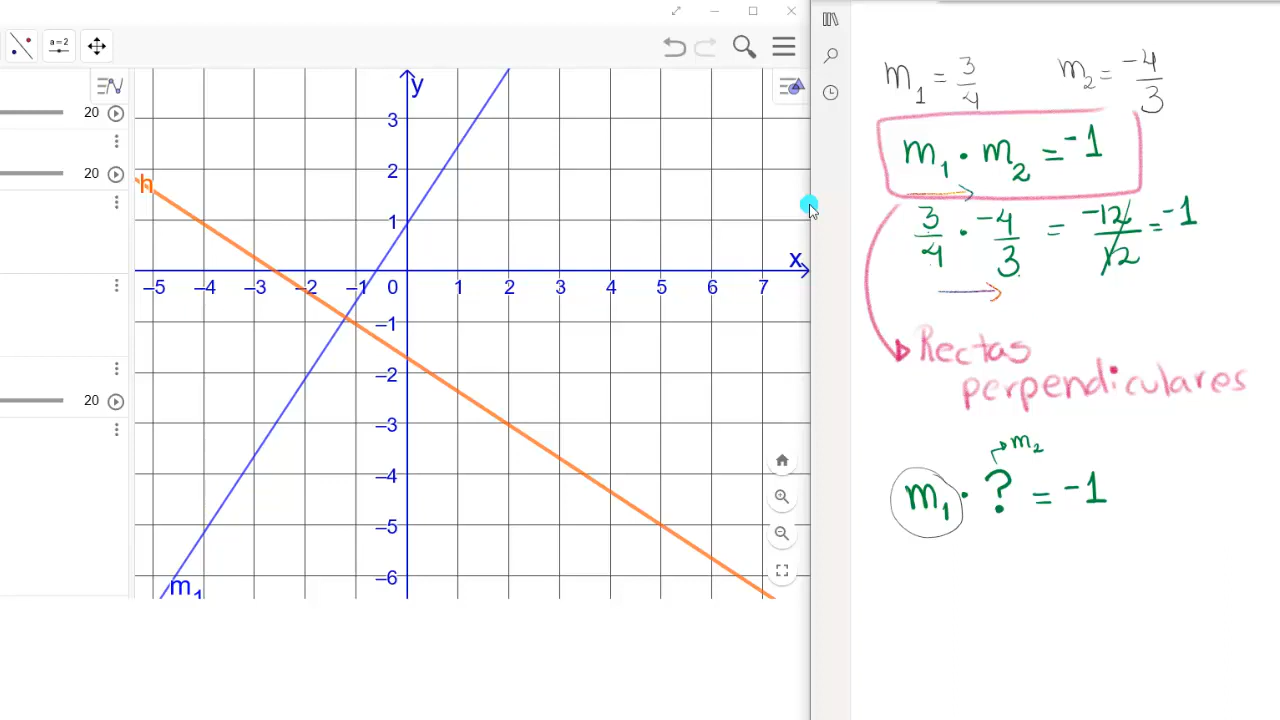 a=2
20
20
20
y
3
2
1
x
–5 –4 –3 –2 –1 0 1 2 3 4 5 6 7
–1
–2
–3
–4
–5
–6
h
m₁
m₁ = 3/4 m₂ = -4/3
m₁ · m₂ = -1
3/4 · -4/3 = -12/12 = -1
Rectas
perpendiculares
m₂
m₁ · ? = -1